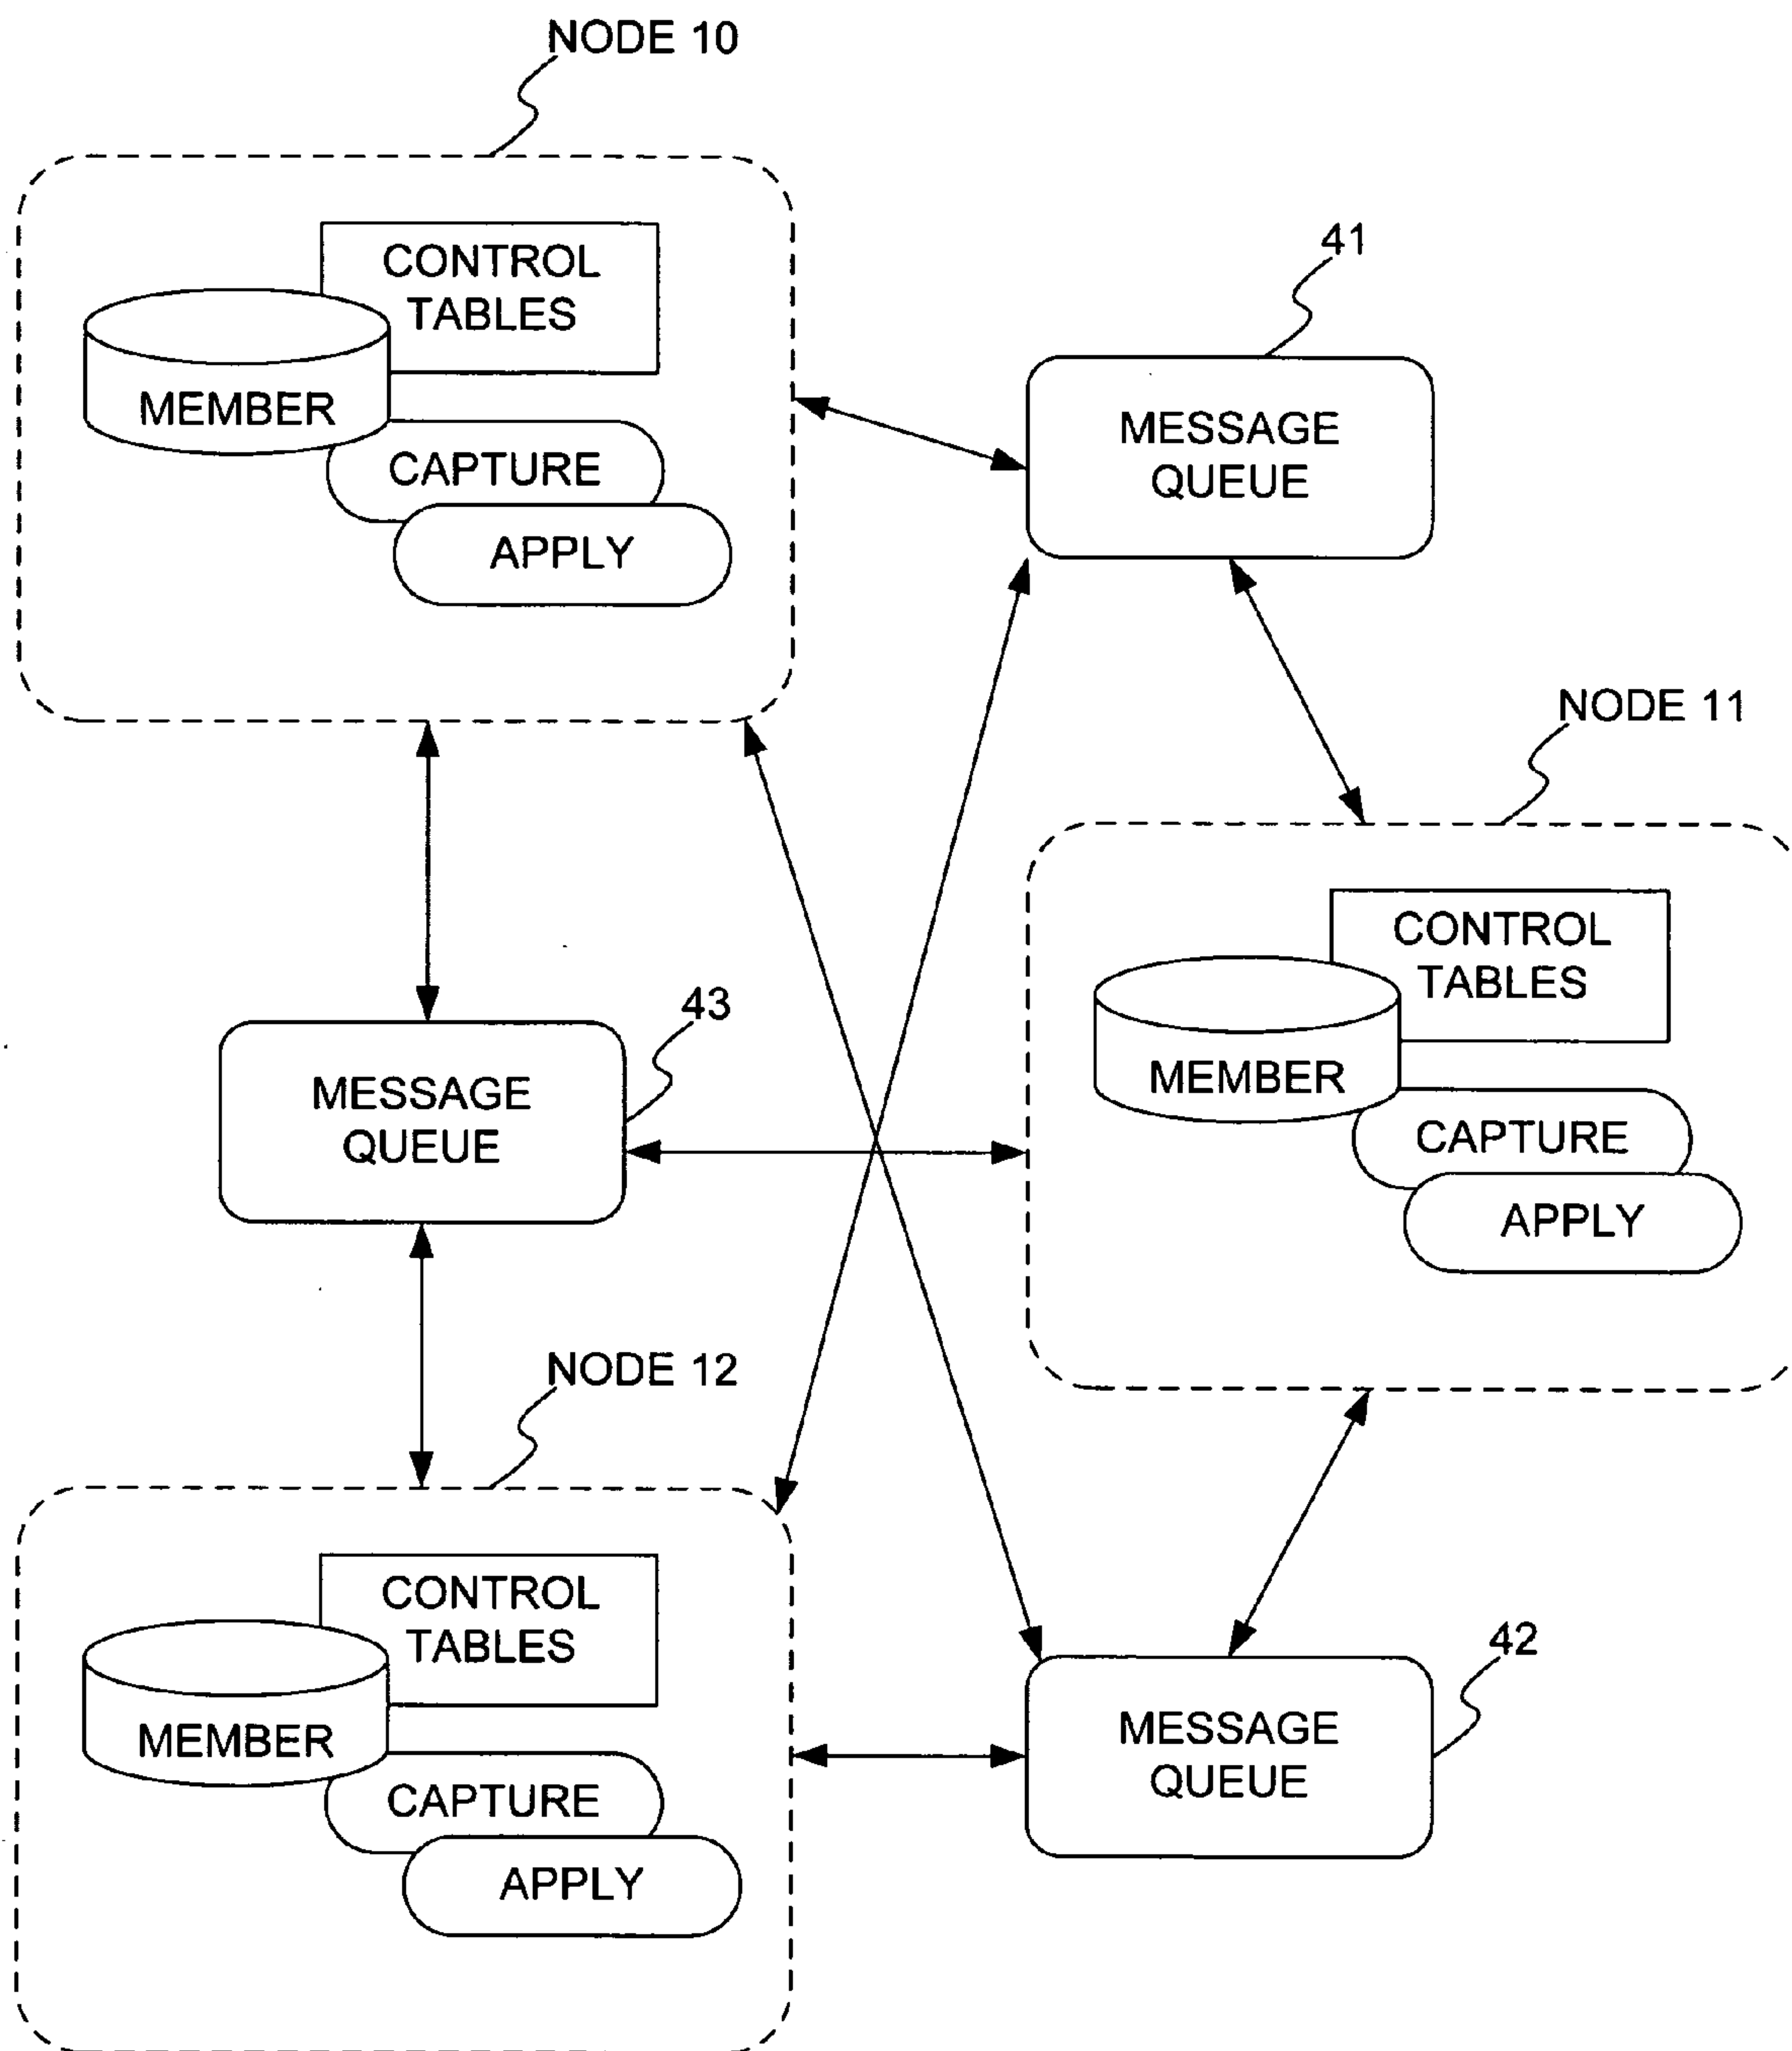 NODE 10
CONTROL
TABLES
MEMBER
CAPTURE
APPLY
41
MESSAGE
QUEUE
NODE 11
CONTROL
TABLES
MEMBER
CAPTURE
APPLY
43
MESSAGE
QUEUE
NODE 12
CONTROL
TABLES
MEMBER
CAPTURE
APPLY
42
MESSAGE
QUEUE